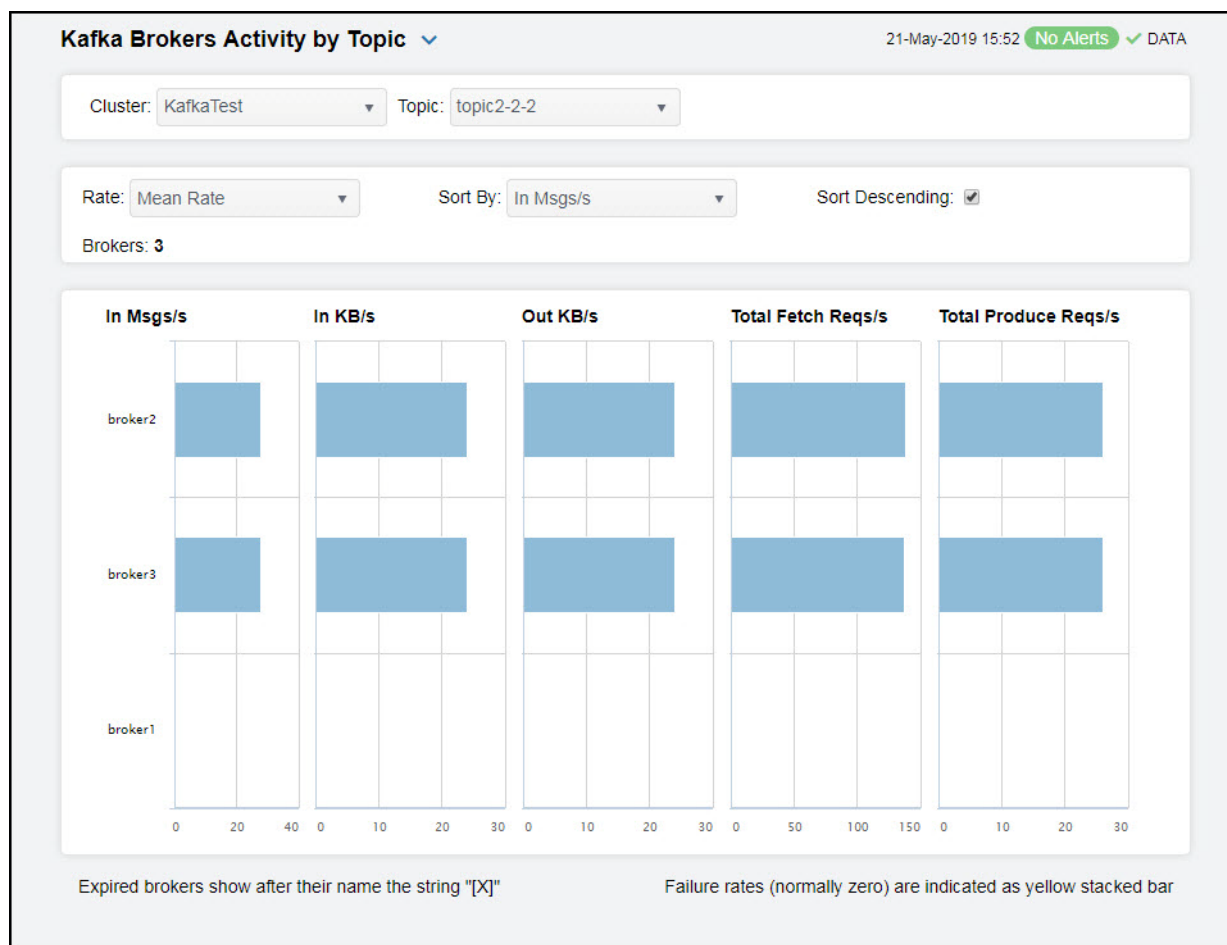 Kafka Brokers Activity by Topic
21-May-2019 15:52 No Alerts DATA
Cluster: KafkaTest Topic: topic2-2-2
Rate: Mean Rate Sort By: In Msgs/s Sort Descending:
Brokers: 3
In Msgs/s In KB/s Out KB/s Total Fetch Reqs/s Total Produce Reqs/s
broker2
broker3
broker1
0 20 40 0 10 20 30 0 10 20 30 0 50 100 150 0 10 20 30
Expired brokers show after their name the string "[X]" Failure rates (normally zero) are indicated as yellow stacked bar